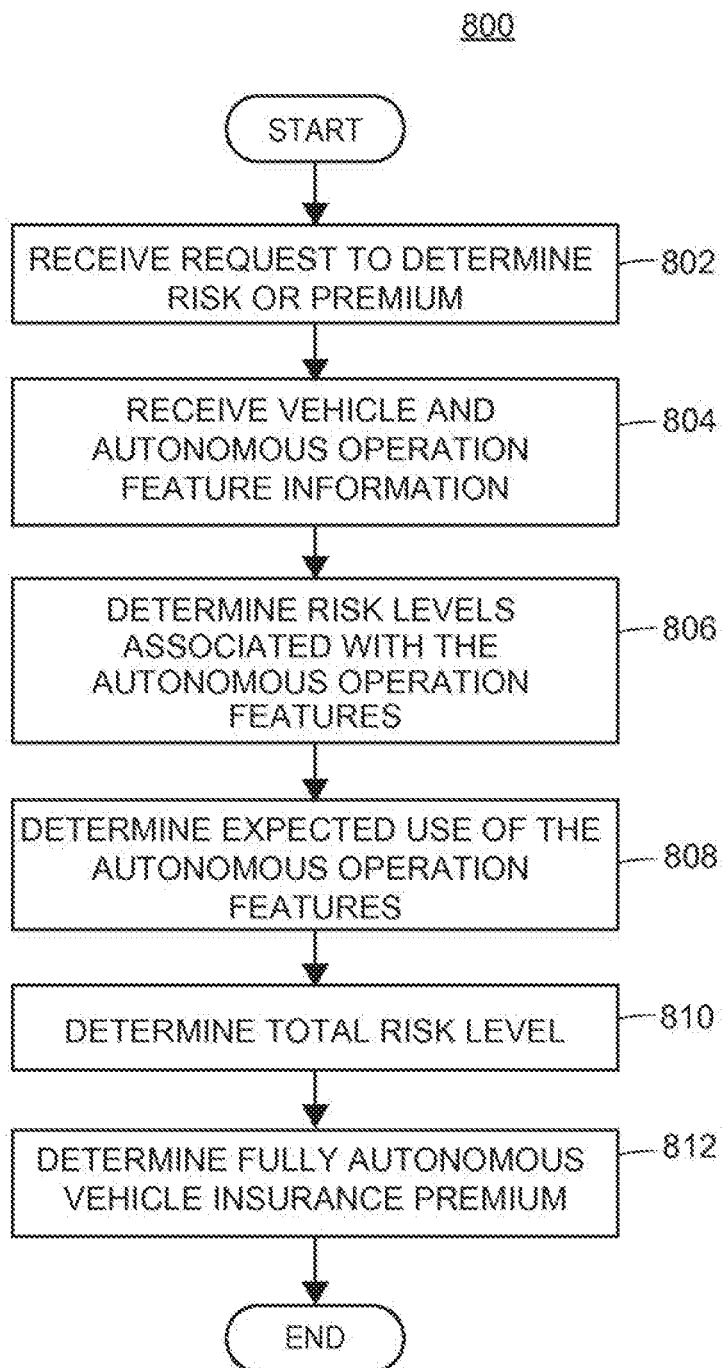 800
START
RECEIVE REQUEST TO DETERMINE
RISK OR PREMIUM
802
RECEIVE VEHICLE AND
AUTONOMOUS OPERATION
FEATURE INFORMATION
804
DETERMINE RISK LEVELS
ASSOCIATED WITH THE
AUTONOMOUS OPERATION
FEATURES
806
DETERMINE EXPECTED USE OF THE
AUTONOMOUS OPERATION
FEATURES
808
DETERMINE TOTAL RISK LEVEL
810
DETERMINE FULLY AUTONOMOUS
VEHICLE INSURANCE PREMIUM
812
END